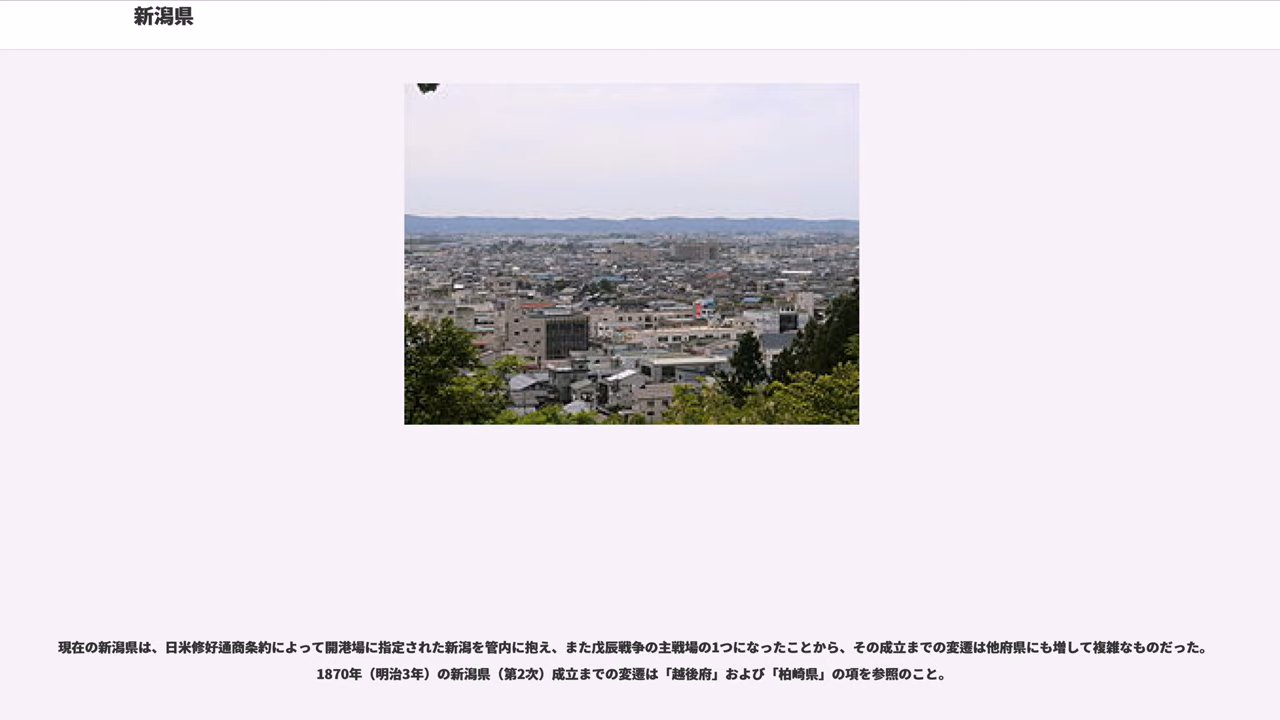 新潟県
現在の新潟県は、日米修好通商条約によって開港場に指定された新潟を管内に抱え、また戊辰戦争の主戦場の1つになったことから、その成立までの変遷は他府県にも増して複雑なものだった。
1870年（明治3年）の新潟県（第2次）成立までの変遷は「越後府」および「柏崎県」の項を参照のこと。